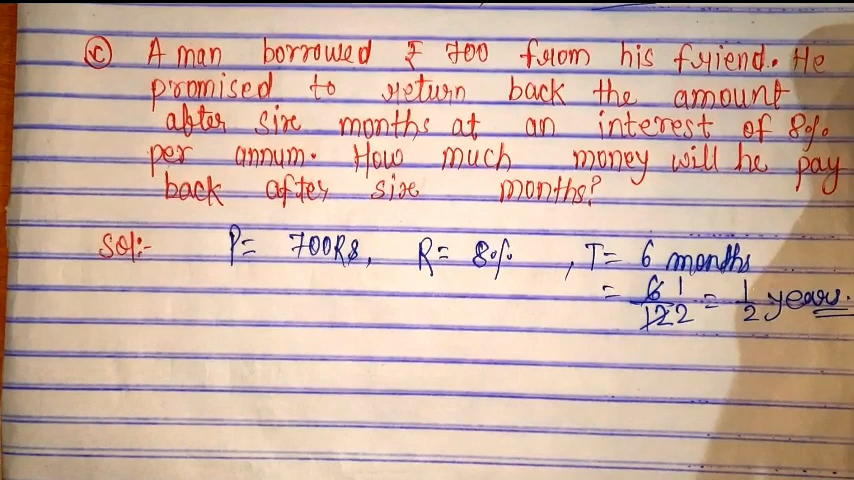 (c) A man borrowed ₹ 700 from his friend. He
promised to return back the amount
after six months at an interest of 8%
per annum. How much money will he pay
back after six months?
Sol:- P= 700RS, R= 8%, T= 6 months
= 6 1 / 12 2 = 1/2 years.